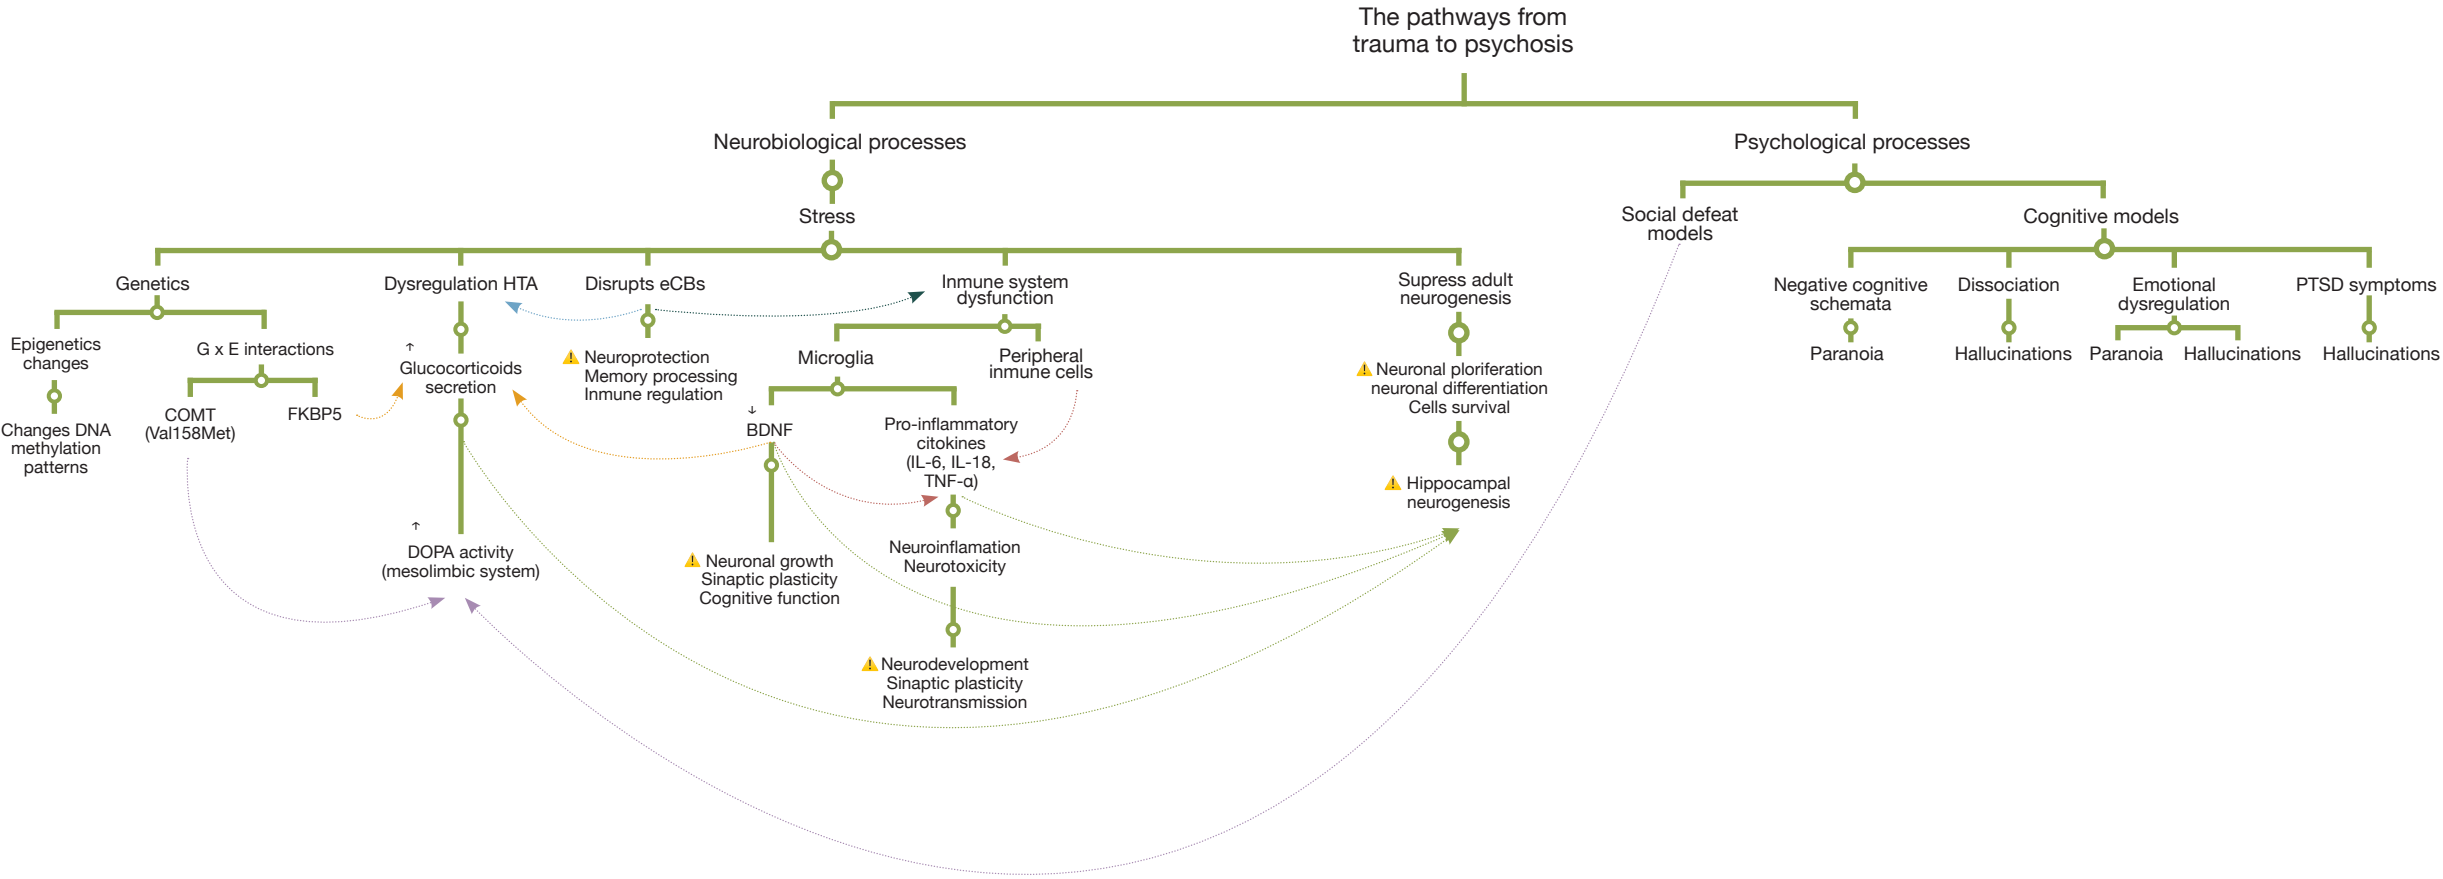 The pathways from
trauma to psychosis
Neurobiological processes
Psychological processes
Stress
Social defeat
models
Cognitive models
Genetics
Dysregulation HTA
Disrupts eCBs
Inmune system
dysfunction
Supress adult
neurogenesis
Negative cognitive
schemata
Dissociation
Emotional
dysregulation
PTSD symptoms
Epigenetics
changes
G x E interactions
↑
Glucocorticoids
secretion
Neuroprotection
Memory processing
Inmune regulation
Microglia
Peripheral
inmune cells
Neuronal ploriferation
neuronal differentiation
Cells survival
Paranoia
Hallucinations
Paranoia
Hallucinations
Hallucinations
Changes DNA
methylation
patterns
COMT
(Val158Met)
FKBP5
↓
BDNF
Pro-inflammatory
citokines
(IL-6, IL-18,
TNF-α)
Hippocampal
neurogenesis
↑
DOPA activity
(mesolimbic system)
Neuronal growth
Sinaptic plasticity
Cognitive function
Neuroinflamation
Neurotoxicity
Neurodevelopment
Sinaptic plasticity
Neurotransmission